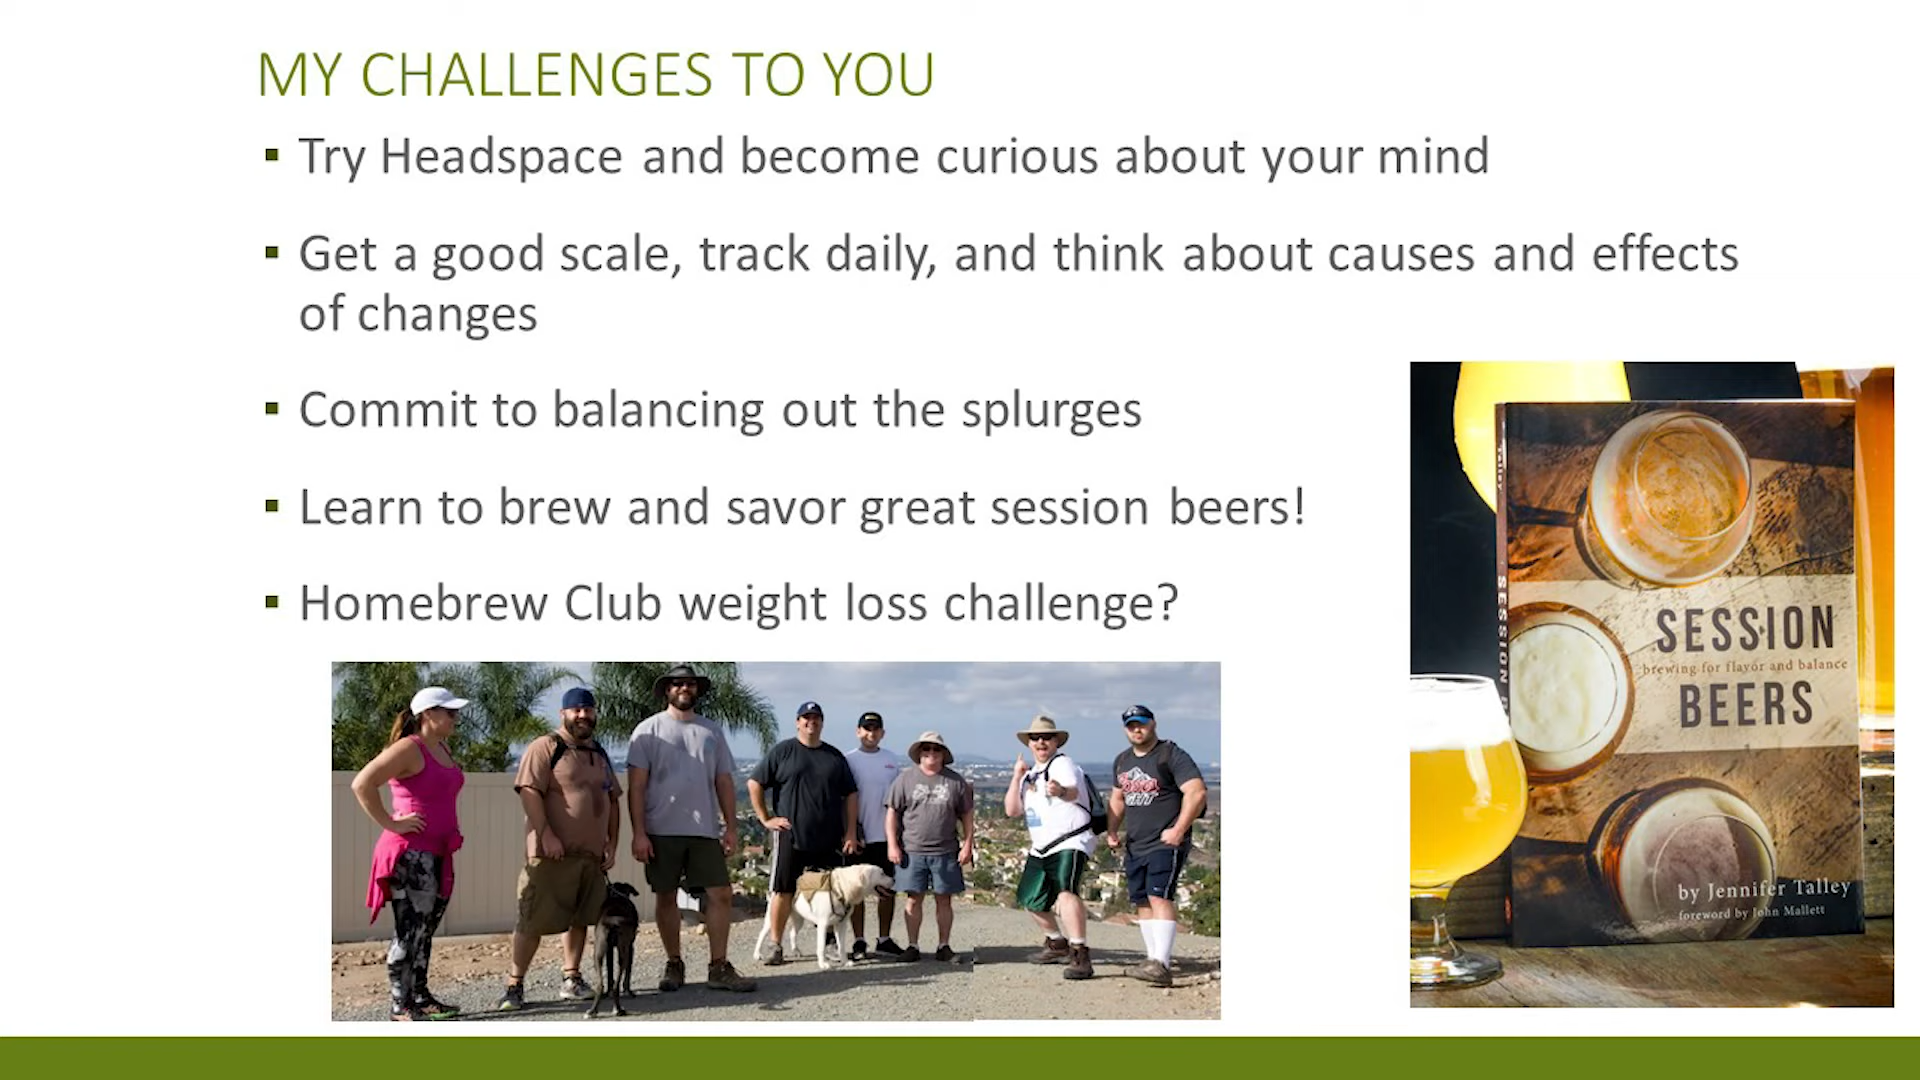 MY CHALLENGES TO YOU
▪ Try Headspace and become curious about your mind
▪ Get a good scale, track daily, and think about causes and effects
of changes
▪ Commit to balancing out the splurges
▪ Learn to brew and savor great session beers!
▪ Homebrew Club weight loss challenge?
SESSION
brewing for flavor and balance
BEERS
by Jennifer Talley
foreword by John Mallett